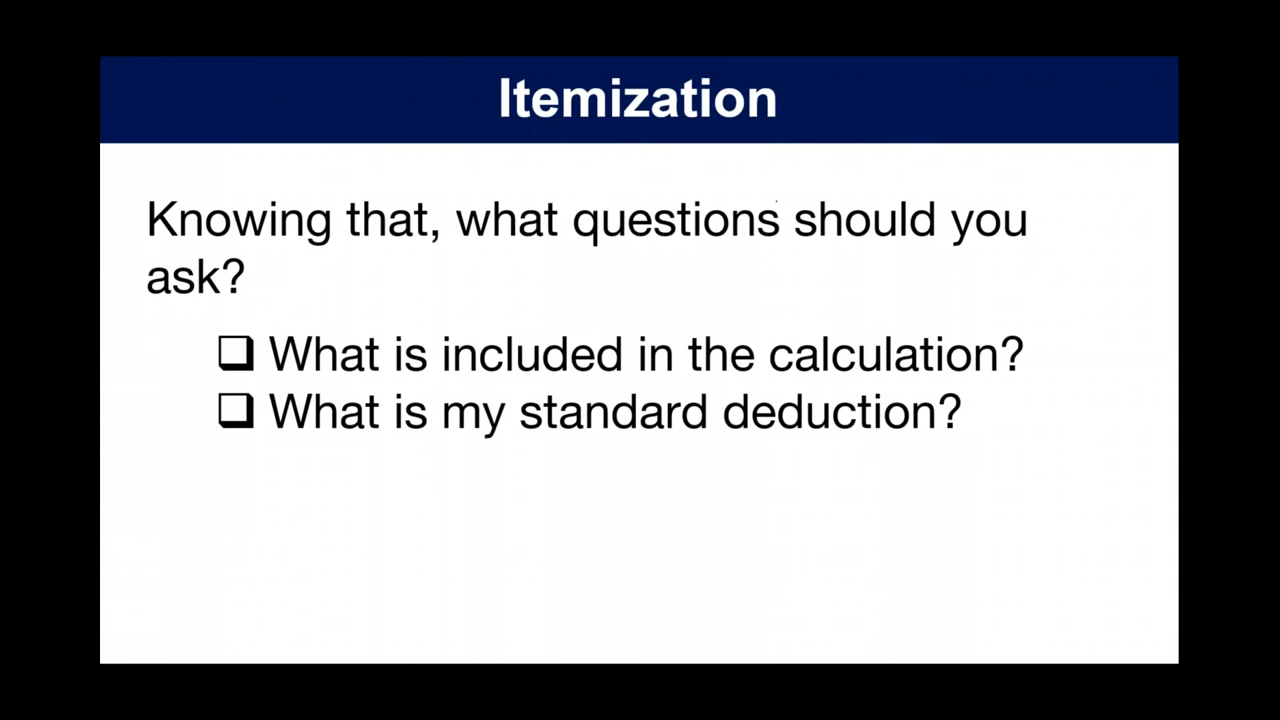 Itemization
Knowing that, what questions should you
ask?
❑ What is included in the calculation?
❑ What is my standard deduction?